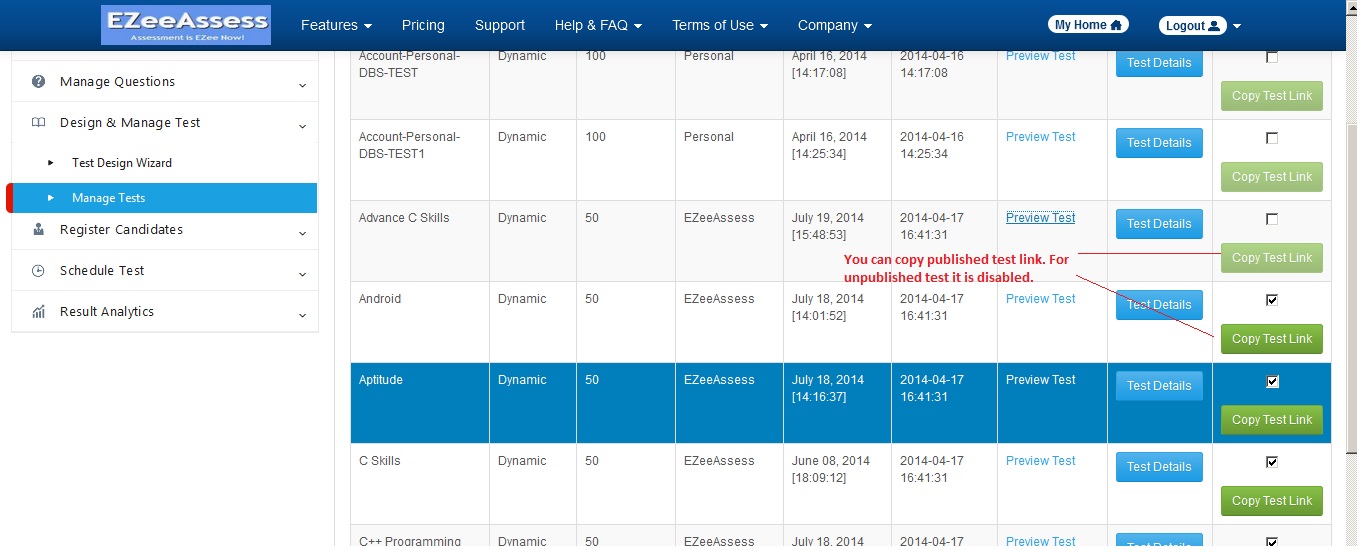 EZeeAssess
Assessment is EZee Now!
Features Pricing Support Help & FAQ Terms of Use Company My Home Logout
Manage Questions
Design & Manage Test
Test Design Wizard
Manage Tests
Register Candidates
Schedule Test
Result Analytics
Account-Personal- Dynamic 100 Personal April 16, 2014 2014-04-16 Preview Test Test Details
DBS-TEST [14:17:08] 14:17:08
Copy Test Link
Account-Personal- Dynamic 100 Personal April 16, 2014 2014-04-16 Preview Test Test Details
DBS-TEST1 [14:25:34] 14:25:34
Copy Test Link
Advance C Skills Dynamic 50 EZeeAssess July 19, 2014 2014-04-17 Preview Test Test Details
[15:48:53] 16:41:31
Copy Test Link
You can copy published test link. For
unpublished test it is disabled.
Android Dynamic 50 EZeeAssess July 18, 2014 2014-04-17 Preview Test Test Details
[14:01:52] 16:41:31
Copy Test Link
Aptitude Dynamic 50 EZeeAssess July 18, 2014 2014-04-17 Preview Test Test Details
[14:16:37] 16:41:31
Copy Test Link
C Skills Dynamic 50 EZeeAssess June 08, 2014 2014-04-17 Preview Test Test Details
[18:09:12] 16:41:31
Copy Test Link
C++ Programming Dynamic 50 EZeeAssess July 18, 2014 2014-04-17 Preview Test Test Details